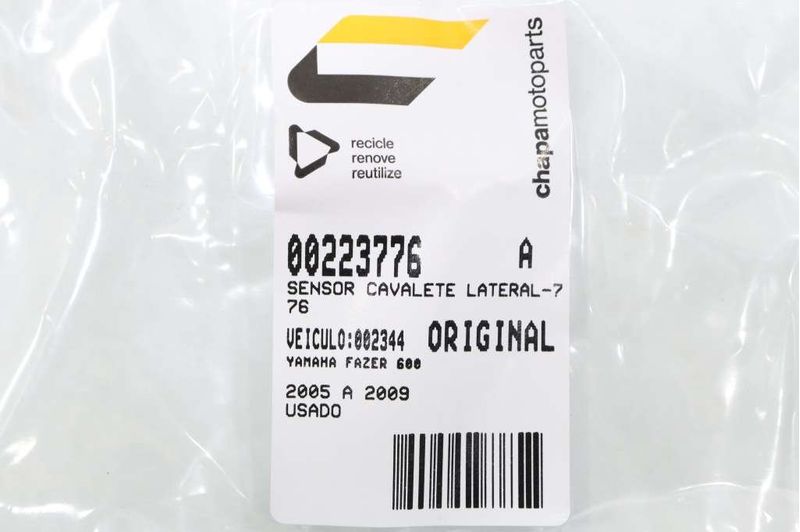 chapamotoparts
recicle
renove
reutilize
00223776 A
SENSOR CAVALETE LATERAL-7
76
VEICULO:002344 ORIGINAL
YAMAHA FAZER 600
2005 A 2009
USADO